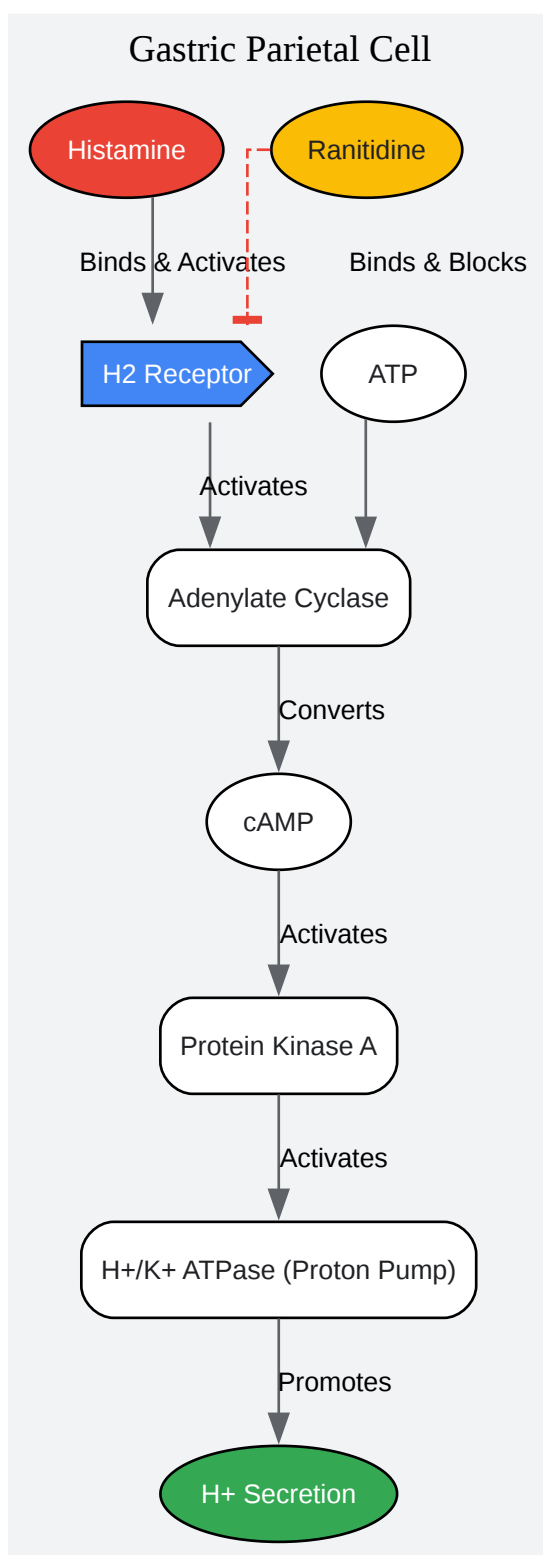 Gastric Parietal Cell
Histamine
Ranitidine
Binds & Activates
Binds & Blocks
H2 Receptor
ATP
Activates
Adenylate Cyclase
Converts
cAMP
Activates
Protein Kinase A
Activates
H+/K+ ATPase (Proton Pump)
Promotes
H+ Secretion